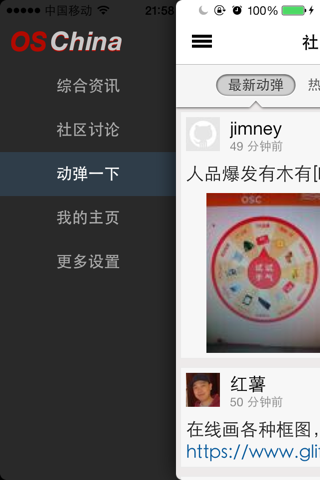 中国移动 21:58 100%
OSChina
综合资讯
社区讨论
动弹一下
我的主页
更多设置
社
最新动弹 热
jimney
49 分钟前
人品爆发有木有[
OSC
试试
手气
红薯
50 分钟前
在线画各种框图，
https://www.gli